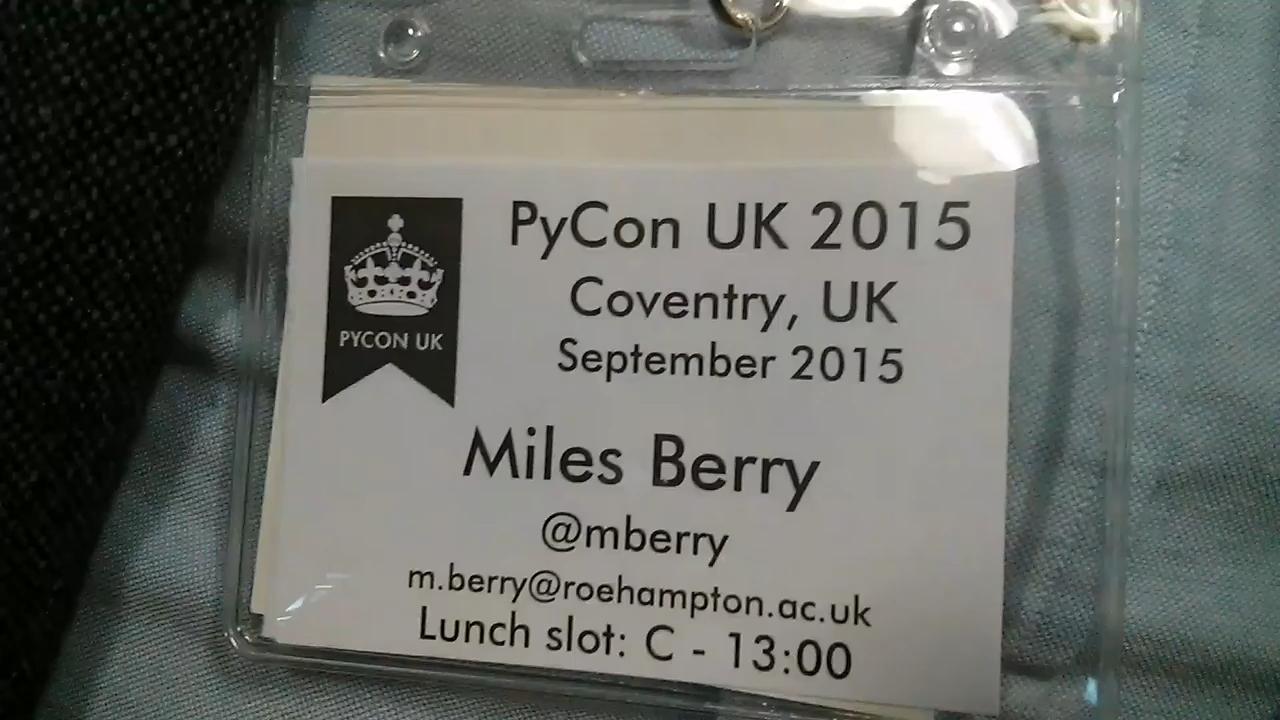 PyCon UK 2015
Coventry, UK
September 2015
PYCON UK
Miles Berry
@mberry
m.berry@roehampton.ac.uk
Lunch slot: C - 13:00